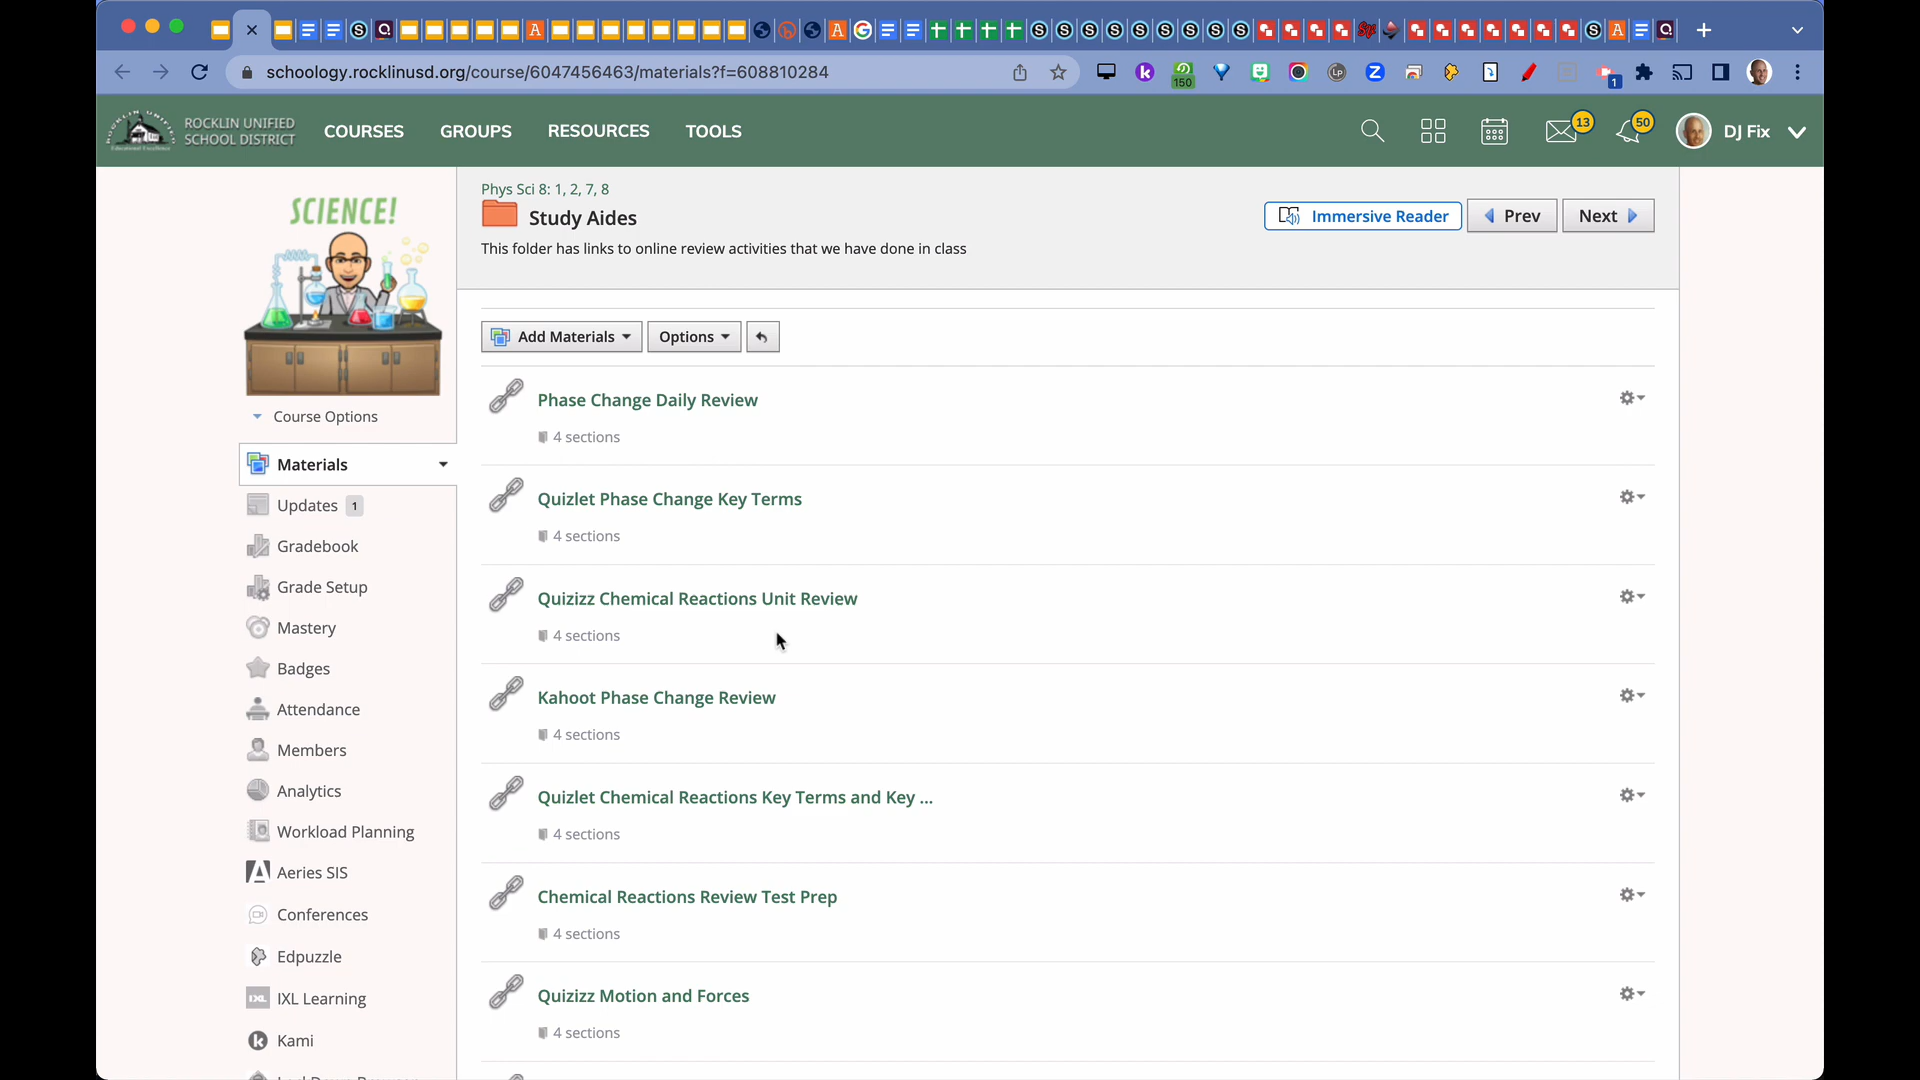 schoology.rocklinusd.org/course/6047456463/materials?f=608810284
150
1
ROCKLIN UNIFIED
SCHOOL DISTRICT
COURSES
GROUPS
RESOURCES
TOOLS
13
50
DJ Fix
SCIENCE!
Course Options
Materials
Updates 1
Gradebook
Grade Setup
Mastery
Badges
Attendance
Members
Analytics
Workload Planning
Aeries SIS
Conferences
Edpuzzle
IXL Learning
Kami
Phys Sci 8: 1, 2, 7, 8
Study Aides
This folder has links to online review activities that we have done in class
Immersive Reader
Prev
Next
Add Materials
Options
Phase Change Daily Review
4 sections
Quizlet Phase Change Key Terms
4 sections
Quizizz Chemical Reactions Unit Review
4 sections
Kahoot Phase Change Review
4 sections
Quizlet Chemical Reactions Key Terms and Key ...
4 sections
Chemical Reactions Review Test Prep
4 sections
Quizizz Motion and Forces
4 sections